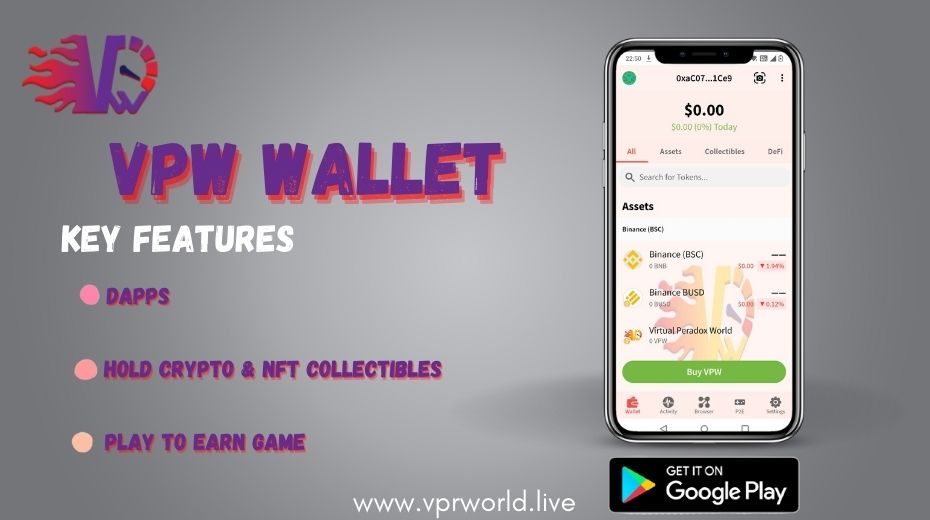 VPW
VPW WALLET
KEY FEATURES
DAPPS
HOLD CRYPTO & NFT COLLECTIBLES
PLAY TO EARN GAME
www.vprworld.live
22:50
0xaC07...1Ce9
$0.00
$0.00 (0%) Today
All Assets Collectibles DeFi
Search for Tokens...
Assets
Binance (BSC)
Binance (BSC) --
0 BNB $0.00 ▼1.94%
Binance BUSD --
0 BUSD $0.00 ▼0.12%
Virtual Peradox World
0 VPW
Buy VPW
Wallet Activity Browser P2E Settings
GET IT ON
Google Play